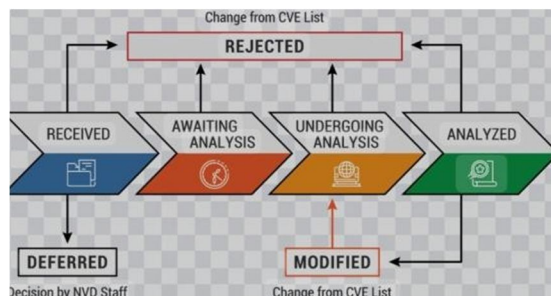 Change from CVE List
REJECTED
RECEIVED
AWAITING
ANALYSIS
UNDERGOING
ANALYSIS
ANALYZED
DEFERRED
MODIFIED
Decision by NVD Staff
Change from CVE List